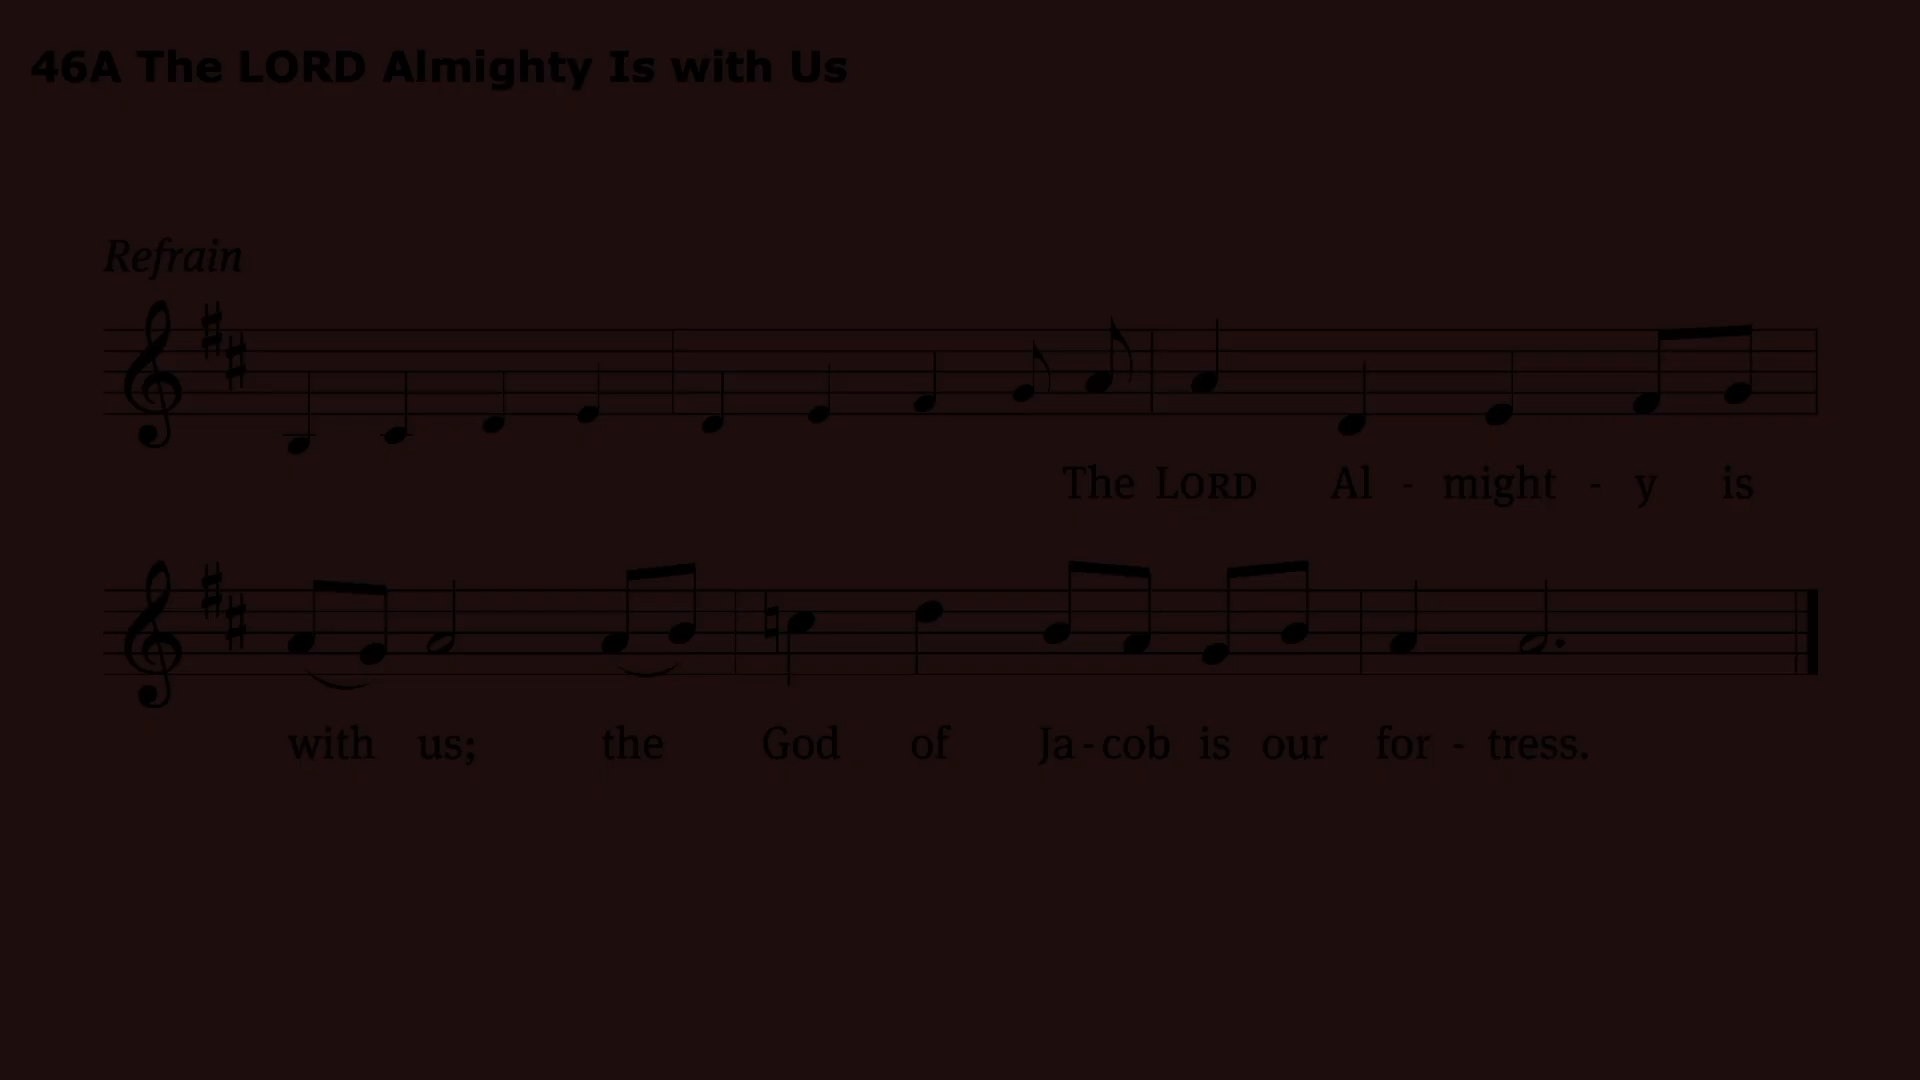 46A The LORD Almighty Is with Us
Refrain
The LORD Al - might - y is
with us; the God of Ja - cob is our for - tress.